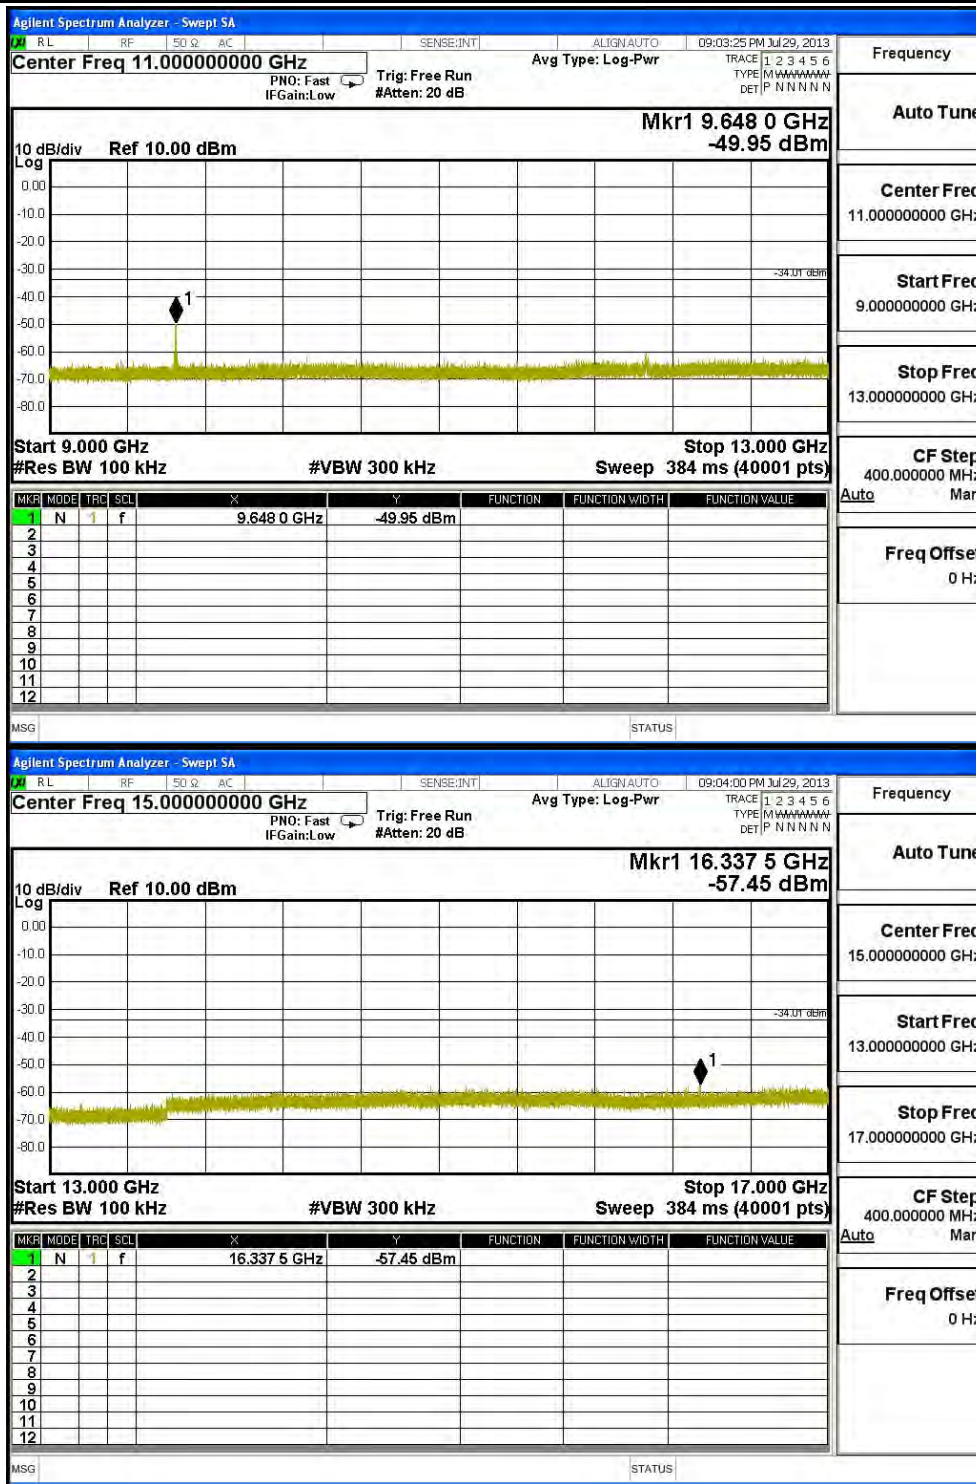 Agilent Spectrum Analyzer - Swept SA
RL RF 50 Ω AC SENSE:INT ALIGN AUTO 09:03:25 PM Jul 29, 2013
Center Freq 11.000000000 GHz
PNO: Fast
IFGain:Low
Trig: Free Run
#Atten: 20 dB
Avg Type: Log-Pwr
TRACE 1 2 3 4 5 6
TYPE M
DET P N N N N N
Mkr1 9.648 0 GHz
-49.95 dBm
10 dB/div Ref 10.00 dBm
Log
0.00
-10.0
-20.0
-30.0
-34.01 dBm
-40.0
1
-50.0
-60.0
-70.0
-80.0
Start 9.000 GHz Stop 13.000 GHz
#Res BW 100 kHz #VBW 300 kHz Sweep 384 ms (40001 pts)
MKR MODE TRC SCL X Y FUNCTION FUNCTION WIDTH FUNCTION VALUE
1 N 1 f 9.648 0 GHz -49.95 dBm
2
3
4
5
6
7
8
9
10
11
12
MSG STATUS
Frequency
Auto Tune
Center Freq
11.000000000 GHz
Start Freq
9.000000000 GHz
Stop Freq
13.000000000 GHz
CF Step
400.000000 MHz
Auto Man
Freq Offset
0 Hz
Agilent Spectrum Analyzer - Swept SA
RL RF 50 Ω AC SENSE:INT ALIGN AUTO 09:04:00 PM Jul 29, 2013
Center Freq 15.000000000 GHz
PNO: Fast
IFGain:Low
Trig: Free Run
#Atten: 20 dB
Avg Type: Log-Pwr
TRACE 1 2 3 4 5 6
TYPE M
DET P N N N N N
Mkr1 16.337 5 GHz
-57.45 dBm
10 dB/div Ref 10.00 dBm
Log
0.00
-10.0
-20.0
-30.0
-34.01 dBm
-40.0
-50.0
1
-60.0
-70.0
-80.0
Start 13.000 GHz Stop 17.000 GHz
#Res BW 100 kHz #VBW 300 kHz Sweep 384 ms (40001 pts)
MKR MODE TRC SCL X Y FUNCTION FUNCTION WIDTH FUNCTION VALUE
1 N 1 f 16.337 5 GHz -57.45 dBm
2
3
4
5
6
7
8
9
10
11
12
MSG STATUS
Frequency
Auto Tune
Center Freq
15.000000000 GHz
Start Freq
13.000000000 GHz
Stop Freq
17.000000000 GHz
CF Step
400.000000 MHz
Auto Man
Freq Offset
0 Hz